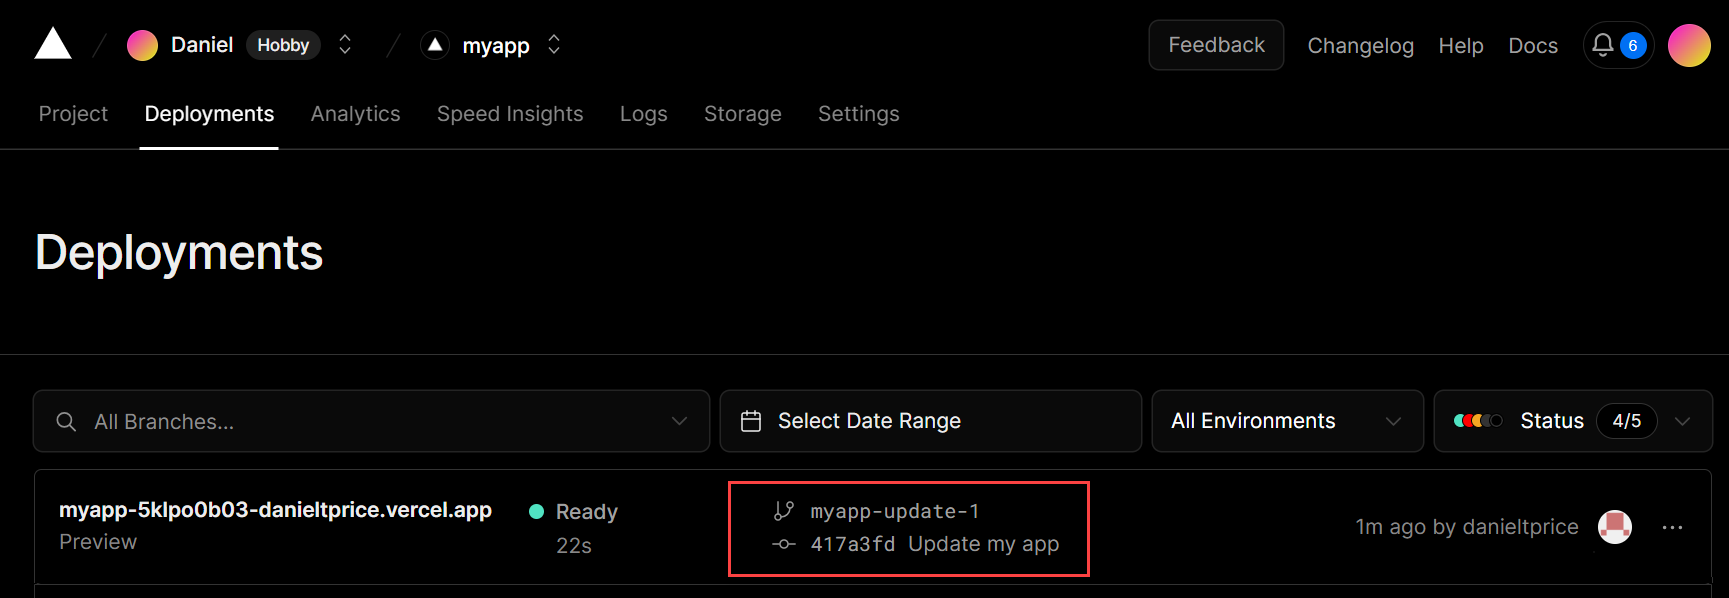 Daniel Hobby myapp Feedback Changelog Help Docs 6
Project Deployments Analytics Speed Insights Logs Storage Settings
Deployments
All Branches... Select Date Range All Environments Status 4/5
myapp-5klpo0b03-danieltprice.vercel.app Ready myapp-update-1
Preview 22s 417a3fd Update my app 1m ago by danieltprice